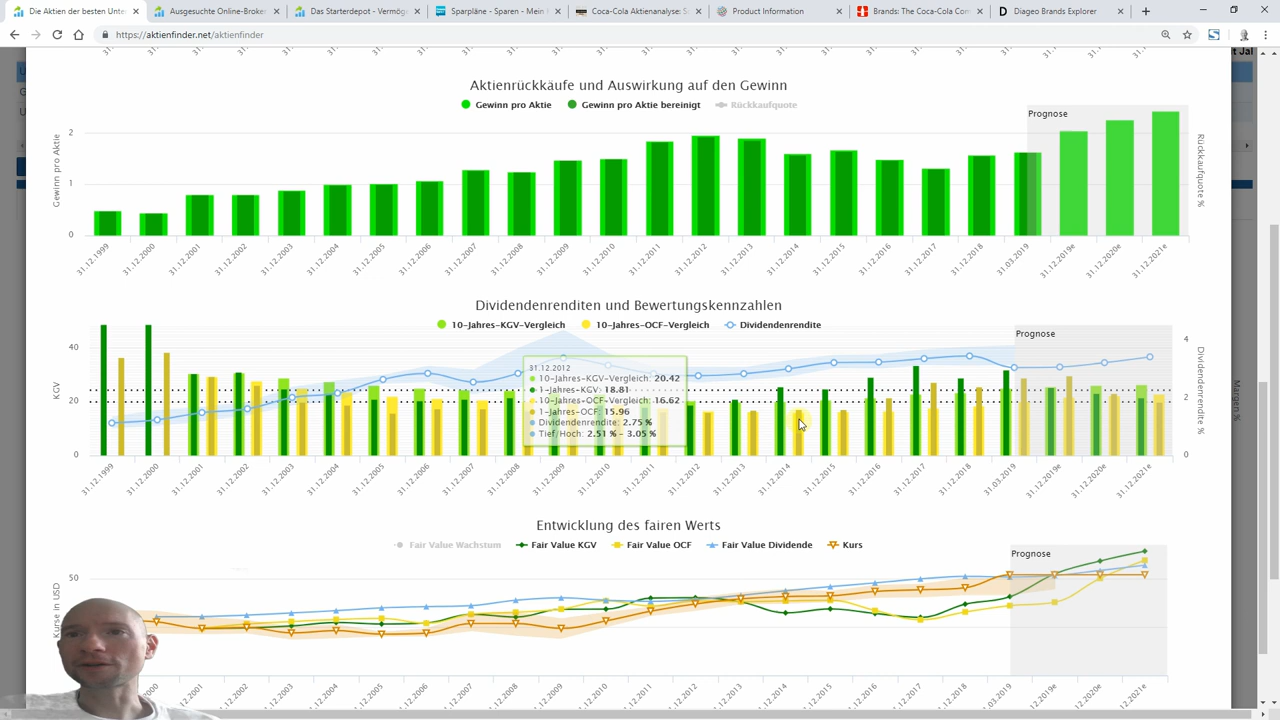 Die Aktien der besten Unter
Ausgesuchte Online-Broker
Das Starterdepot - Vermög
Sparpläne - Sparen - Mein
Coca-Cola Aktienanalyse: S
Product Information
Brands: The Coca-Cola Com
Diageo Brands Explorer
https://aktienfinder.net/aktienfinder
Aktienrückkäufe und Auswirkung auf den Gewinn
Gewinn pro Aktie
Gewinn pro Aktie bereinigt
Rückkaufquote
Prognose
Gewinn pro Aktie
2
1
0
Rückkaufquote %
31.12.1999
31.12.2000
31.12.2001
31.12.2002
31.12.2003
31.12.2004
31.12.2005
31.12.2006
31.12.2007
31.12.2008
31.12.2009
31.12.2010
31.12.2011
31.12.2012
31.12.2013
31.12.2014
31.12.2015
31.12.2016
31.12.2017
31.12.2018
31.03.2019
31.12.2019e
31.12.2020e
31.12.2021e
Dividendenrenditen und Bewertungskennzahlen
10-Jahres-KGV-Vergleich
10-Jahres-OCF-Vergleich
Dividendenrendite
Prognose
KGV
40
20
0
4
2
0
Dividendenrendite %
Margen %
31.12.2012
10-Jahres-KGV-Vergleich: 20.42
1-Jahres-KGV: 18.81
10-Jahres-OCF-Vergleich: 16.62
1-Jahres-OCF: 15.96
Dividendenrendite: 2.75 %
Tief/Hoch: 2.51 % - 3.05 %
31.12.1999
31.12.2000
31.12.2001
31.12.2002
31.12.2003
31.12.2004
31.12.2005
31.12.2006
31.12.2007
31.12.2008
31.12.2009
31.12.2010
31.12.2011
31.12.2012
31.12.2013
31.12.2014
31.12.2015
31.12.2016
31.12.2017
31.12.2018
31.03.2019
31.12.2019e
31.12.2020e
31.12.2021e
Entwicklung des fairen Werts
Fair Value Wachstum
Fair Value KGV
Fair Value OCF
Fair Value Dividende
Kurs
Prognose
Kurse in USD
50